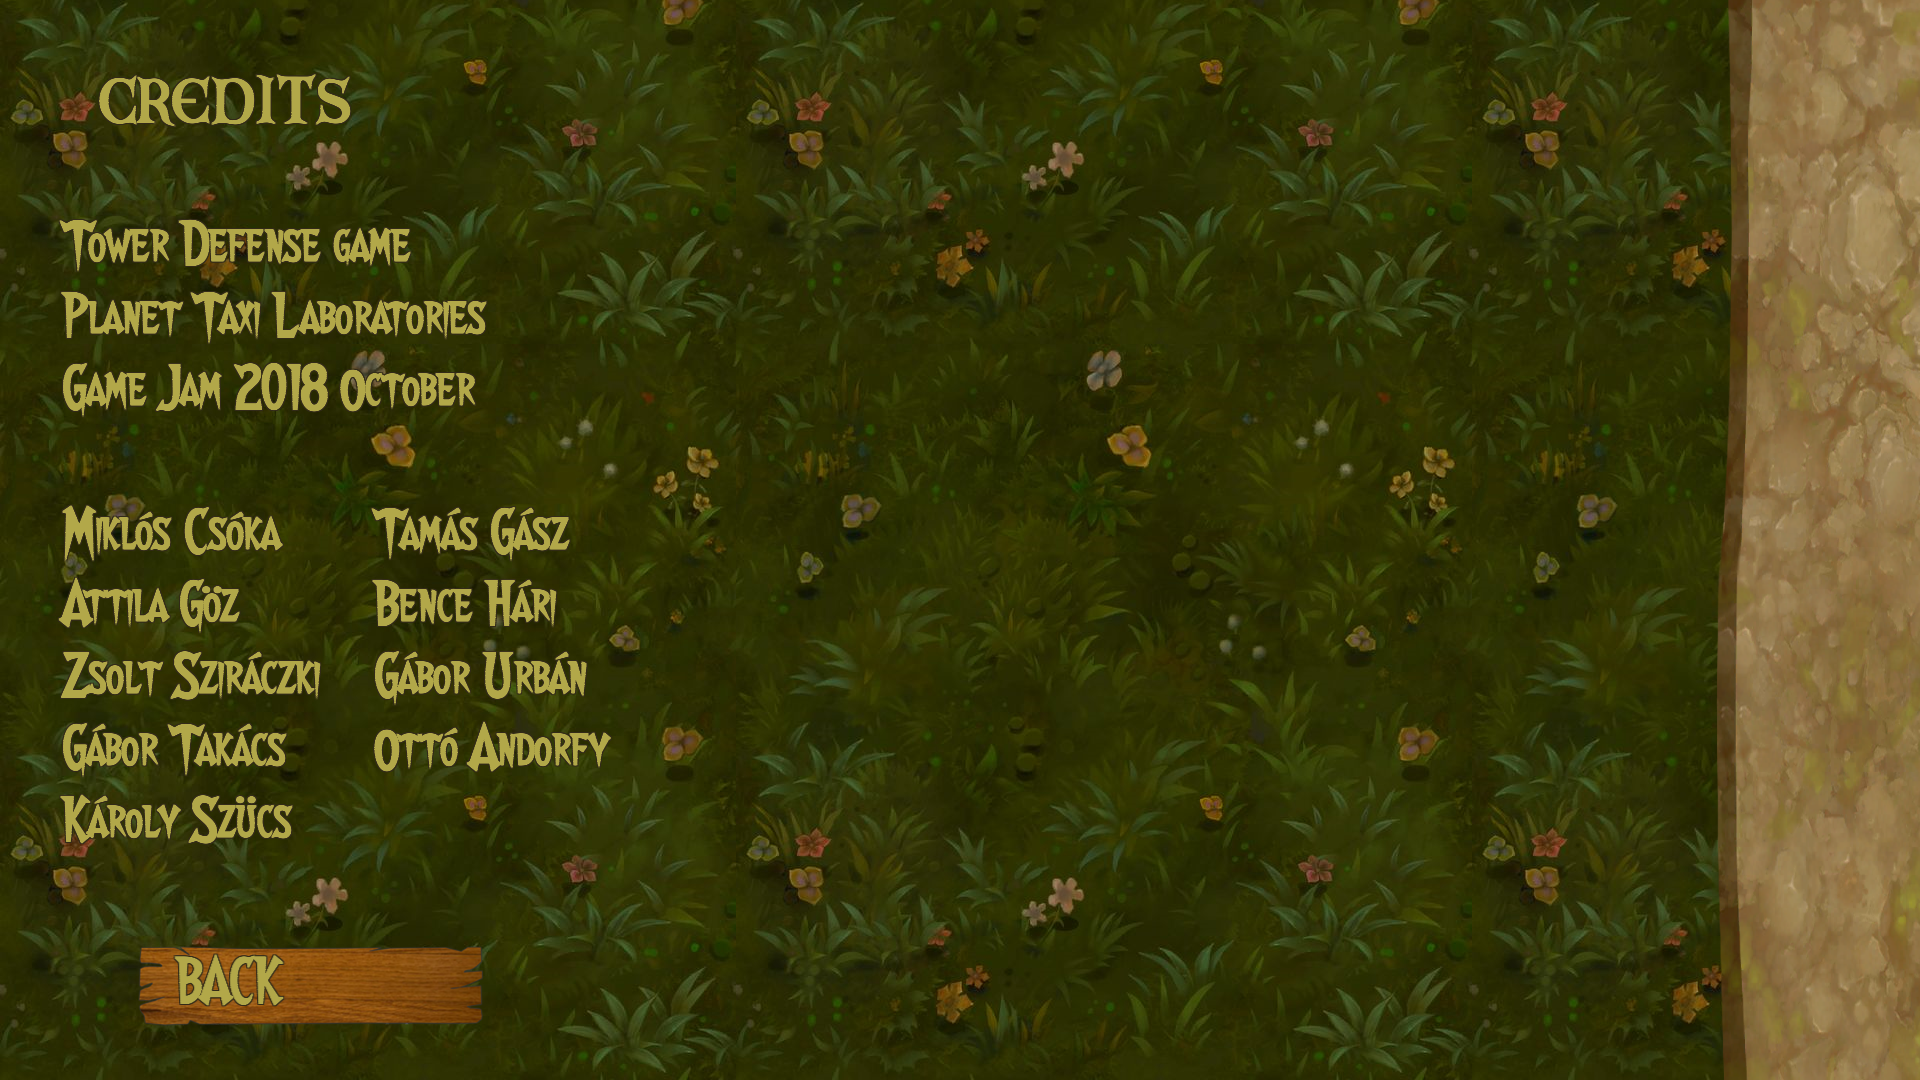 CREDITS
Tower Defense game
Planet Taxi Laboratories
Game Jam 2018 October
Miklós Csóka
Tamás Gász
Attila Göz
Bence Hári
Zsolt Sziráczki
Gábor Urbán
Gábor Takács
Ottó Andorfy
Károly Szücs
BACK